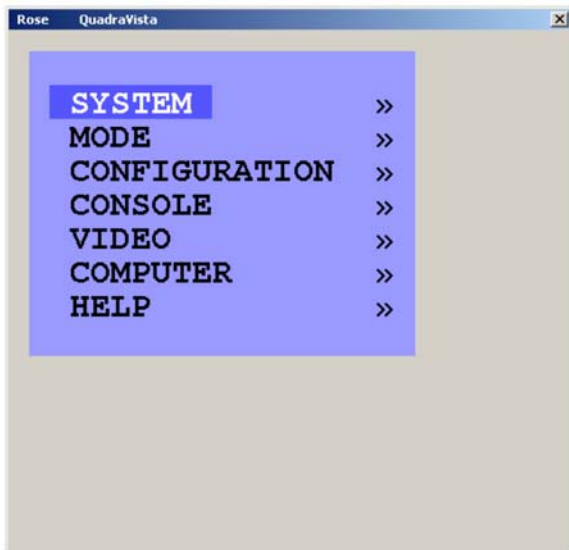 Rose QuadraVista
SYSTEM »
MODE »
CONFIGURATION »
CONSOLE »
VIDEO »
COMPUTER »
HELP »